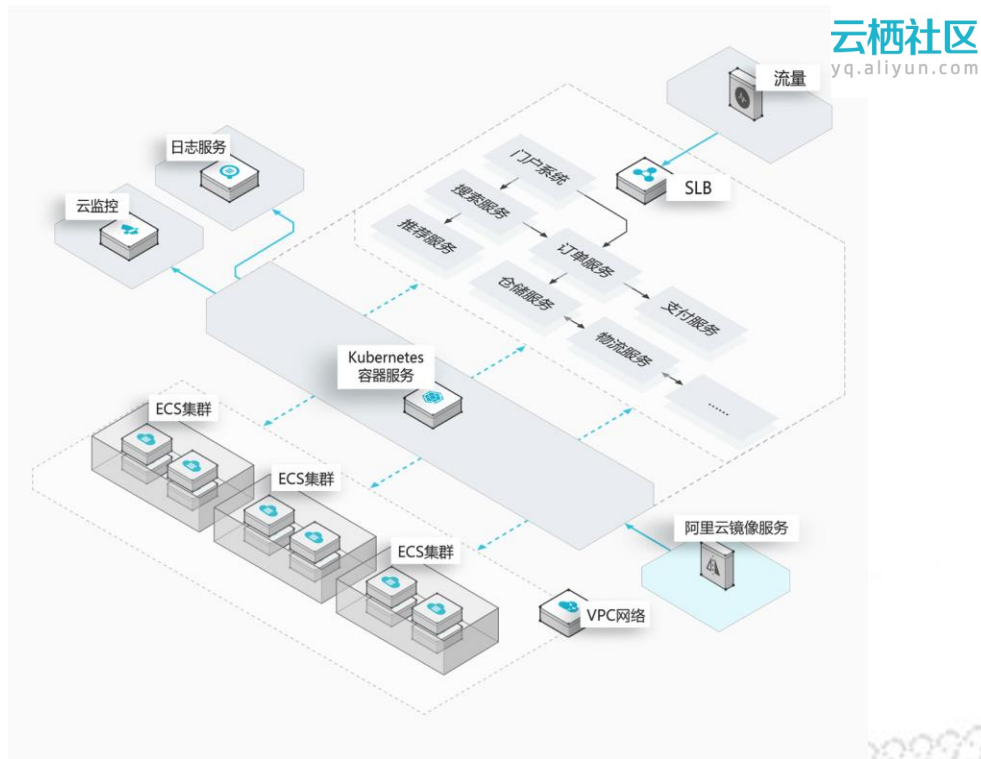 云栖社区
yq.aliyun.com
流量
日志服务
门户系统
SLB
搜索服务
云监控
推荐服务
订单服务
仓储服务
支付服务
物流服务
Kubernetes
容器服务
......
ECS集群
ECS集群
阿里云镜像服务
ECS集群
VPC网络